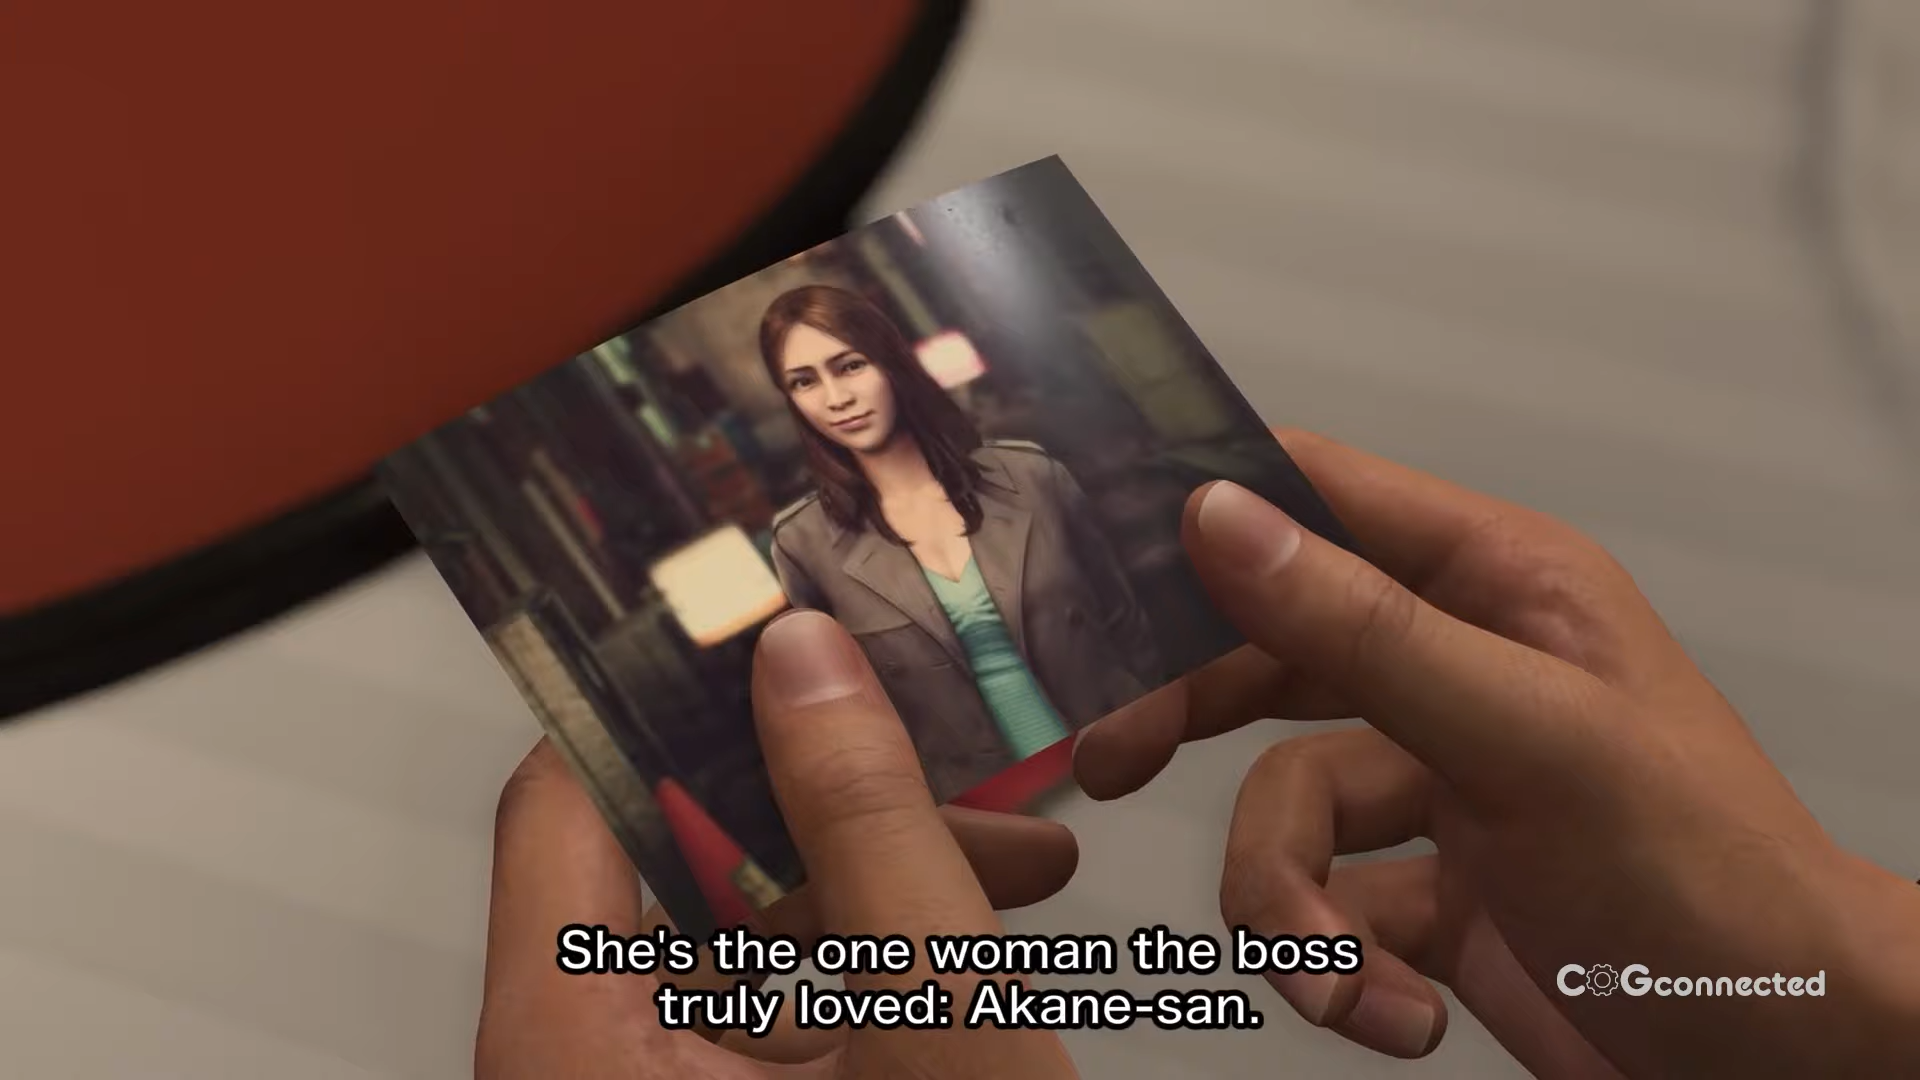 She's the one woman the boss
truly loved: Akane-san.
COGconnected